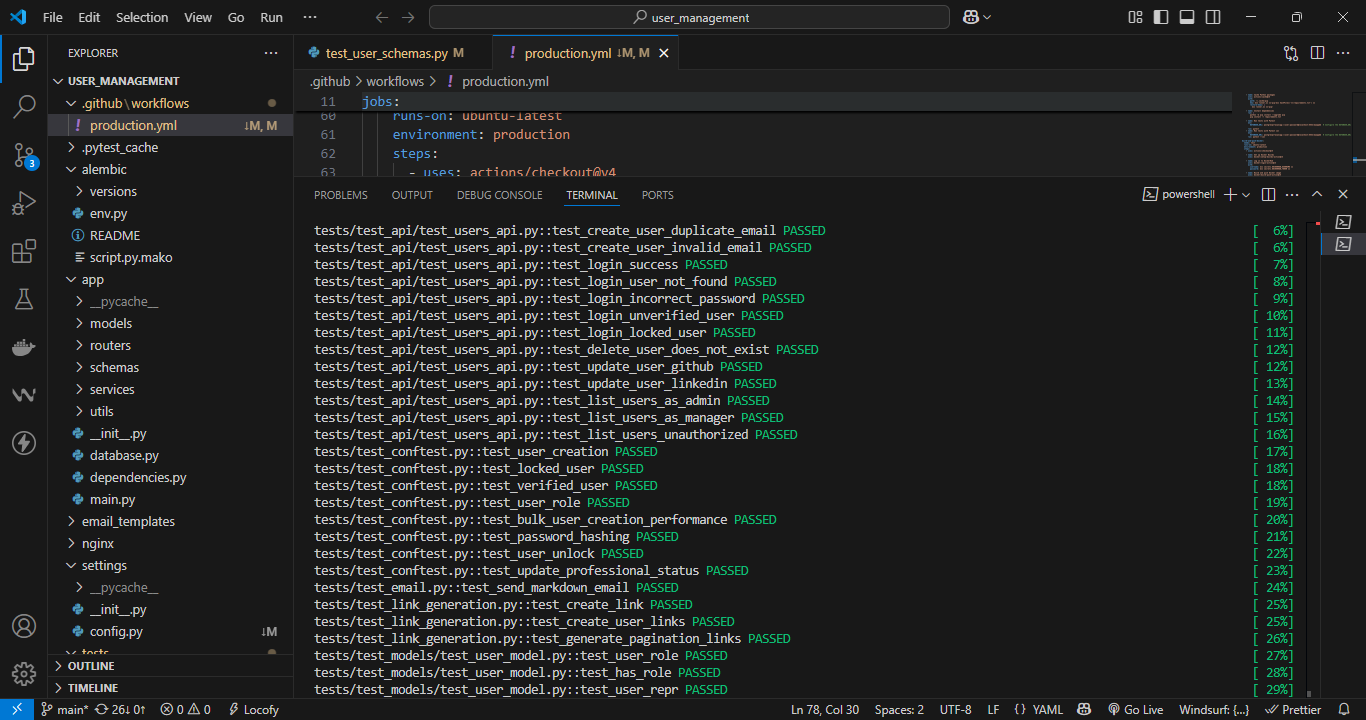 File Edit Selection View Go Run ··· user_management
EXPLORER ···
USER_MANAGEMENT
.github\workflows
! production.yml ↓M, M
.pytest_cache
alembic
versions
env.py
README
script.py.mako
app
__pycache__
models
routers
schemas
services
utils
__init__.py
database.py
dependencies.py
main.py
email_templates
nginx
settings
__pycache__
__init__.py
config.py ↓M
tests
OUTLINE
TIMELINE
3
test_user_schemas.py M
! production.yml ↓M, M
.github > workflows > ! production.yml
11 jobs:
60 runs-on: ubuntu-latest
61 environment: production
62 steps:
63 - uses: actions/checkout@v4
PROBLEMS OUTPUT DEBUG CONSOLE TERMINAL PORTS powershell
tests/test_api/test_users_api.py::test_create_user_duplicate_email PASSED [ 6%]
tests/test_api/test_users_api.py::test_create_user_invalid_email PASSED [ 6%]
tests/test_api/test_users_api.py::test_login_success PASSED [ 7%]
tests/test_api/test_users_api.py::test_login_user_not_found PASSED [ 8%]
tests/test_api/test_users_api.py::test_login_incorrect_password PASSED [ 9%]
tests/test_api/test_users_api.py::test_login_unverified_user PASSED [ 10%]
tests/test_api/test_users_api.py::test_login_locked_user PASSED [ 11%]
tests/test_api/test_users_api.py::test_delete_user_does_not_exist PASSED [ 12%]
tests/test_api/test_users_api.py::test_update_user_github PASSED [ 12%]
tests/test_api/test_users_api.py::test_update_user_linkedin PASSED [ 13%]
tests/test_api/test_users_api.py::test_list_users_as_admin PASSED [ 14%]
tests/test_api/test_users_api.py::test_list_users_as_manager PASSED [ 15%]
tests/test_api/test_users_api.py::test_list_users_unauthorized PASSED [ 16%]
tests/test_conftest.py::test_user_creation PASSED [ 17%]
tests/test_conftest.py::test_locked_user PASSED [ 18%]
tests/test_conftest.py::test_verified_user PASSED [ 18%]
tests/test_conftest.py::test_user_role PASSED [ 19%]
tests/test_conftest.py::test_bulk_user_creation_performance PASSED [ 20%]
tests/test_conftest.py::test_password_hashing PASSED [ 21%]
tests/test_conftest.py::test_user_unlock PASSED [ 22%]
tests/test_conftest.py::test_update_professional_status PASSED [ 23%]
tests/test_email.py::test_send_markdown_email PASSED [ 24%]
tests/test_link_generation.py::test_create_link PASSED [ 25%]
tests/test_link_generation.py::test_create_user_links PASSED [ 25%]
tests/test_link_generation.py::test_generate_pagination_links PASSED [ 26%]
tests/test_models/test_user_model.py::test_user_role PASSED [ 27%]
tests/test_models/test_user_model.py::test_has_role PASSED [ 28%]
tests/test_models/test_user_model.py::test_user_repr PASSED [ 29%]
main* 26↓ 0↑ 0 0 Locofy Ln 78, Col 30 Spaces: 2 UTF-8 LF {} YAML Go Live Windsurf: {...} Prettier